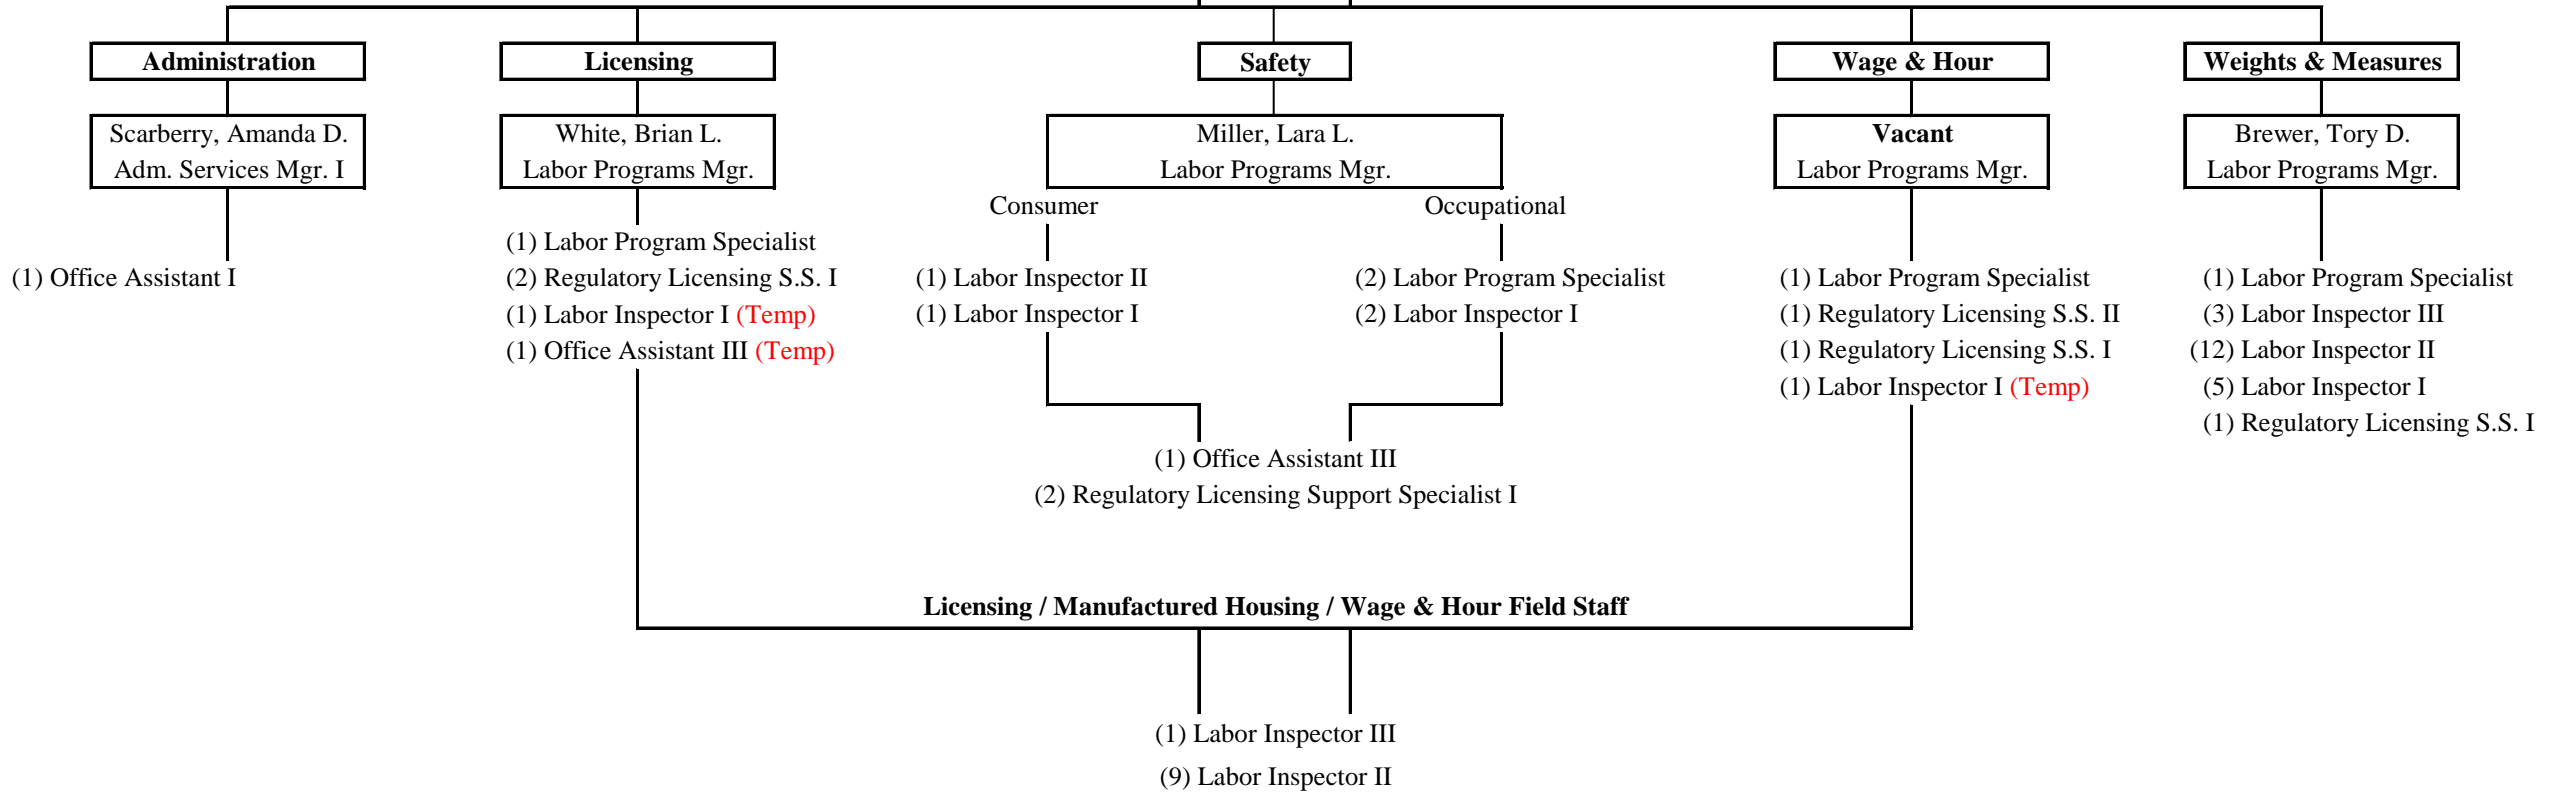 Administration
Licensing
Safety
Wage & Hour
Weights & Measures
Scarberry, Amanda D.
Adm. Services Mgr. I
White, Brian L.
Labor Programs Mgr.
Miller, Lara L.
Labor Programs Mgr.
Vacant
Labor Programs Mgr.
Brewer, Tory D.
Labor Programs Mgr.
(1) Office Assistant I
(1) Labor Program Specialist
(2) Regulatory Licensing S.S. I
(1) Labor Inspector I (Temp)
(1) Office Assistant III (Temp)
Consumer
(1) Labor Inspector II
(1) Labor Inspector I
Occupational
(2) Labor Program Specialist
(2) Labor Inspector I
(1) Office Assistant III
(2) Regulatory Licensing Support Specialist I
(1) Labor Program Specialist
(1) Regulatory Licensing S.S. II
(1) Regulatory Licensing S.S. I
(1) Labor Inspector I (Temp)
(1) Labor Program Specialist
(3) Labor Inspector III
(12) Labor Inspector II
(5) Labor Inspector I
(1) Regulatory Licensing S.S. I
Licensing / Manufactured Housing / Wage & Hour Field Staff
(1) Labor Inspector III
(9) Labor Inspector II